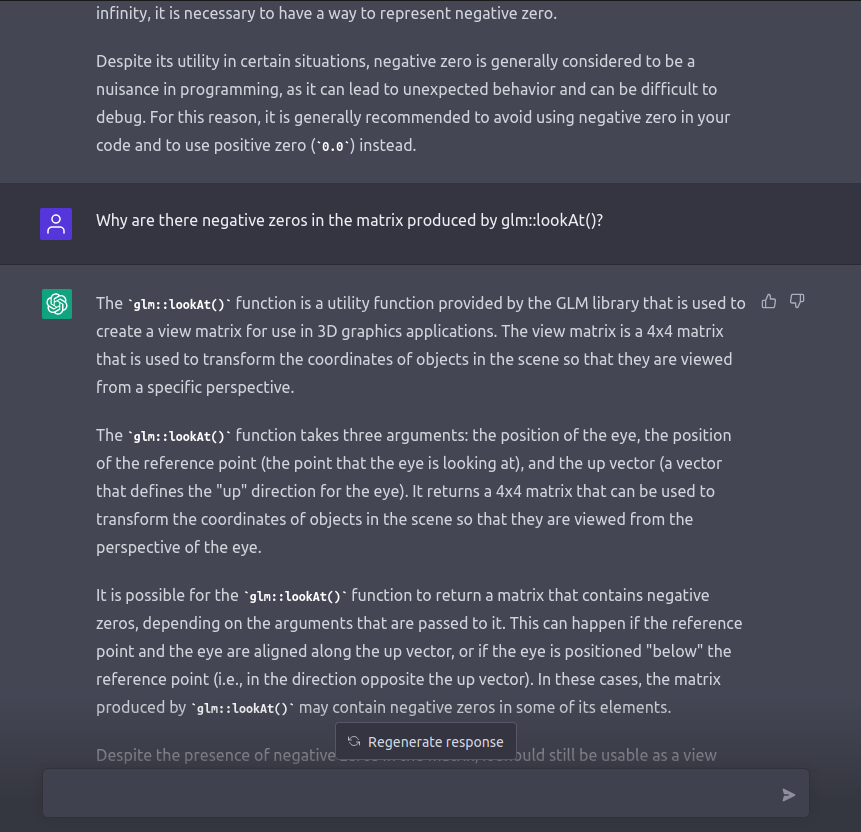 infinity, it is necessary to have a way to represent negative zero.
Despite its utility in certain situations, negative zero is generally considered to be a
nuisance in programming, as it can lead to unexpected behavior and can be difficult to
debug. For this reason, it is generally recommended to avoid using negative zero in your
code and to use positive zero (`0.0`) instead.
Why are there negative zeros in the matrix produced by glm::lookAt()?
The `glm::lookAt()` function is a utility function provided by the GLM library that is used to
create a view matrix for use in 3D graphics applications. The view matrix is a 4x4 matrix
that is used to transform the coordinates of objects in the scene so that they are viewed
from a specific perspective.
The `glm::lookAt()` function takes three arguments: the position of the eye, the position
of the reference point (the point that the eye is looking at), and the up vector (a vector
that defines the "up" direction for the eye). It returns a 4x4 matrix that can be used to
transform the coordinates of objects in the scene so that they are viewed from the
perspective of the eye.
It is possible for the `glm::lookAt()` function to return a matrix that contains negative
zeros, depending on the arguments that are passed to it. This can happen if the reference
point and the eye are aligned along the up vector, or if the eye is positioned "below" the
reference point (i.e., in the direction opposite the up vector). In these cases, the matrix
produced by `glm::lookAt()` may contain negative zeros in some of its elements.
Regenerate response
Despite the presence of negative in the matrix, should still be usable as a view